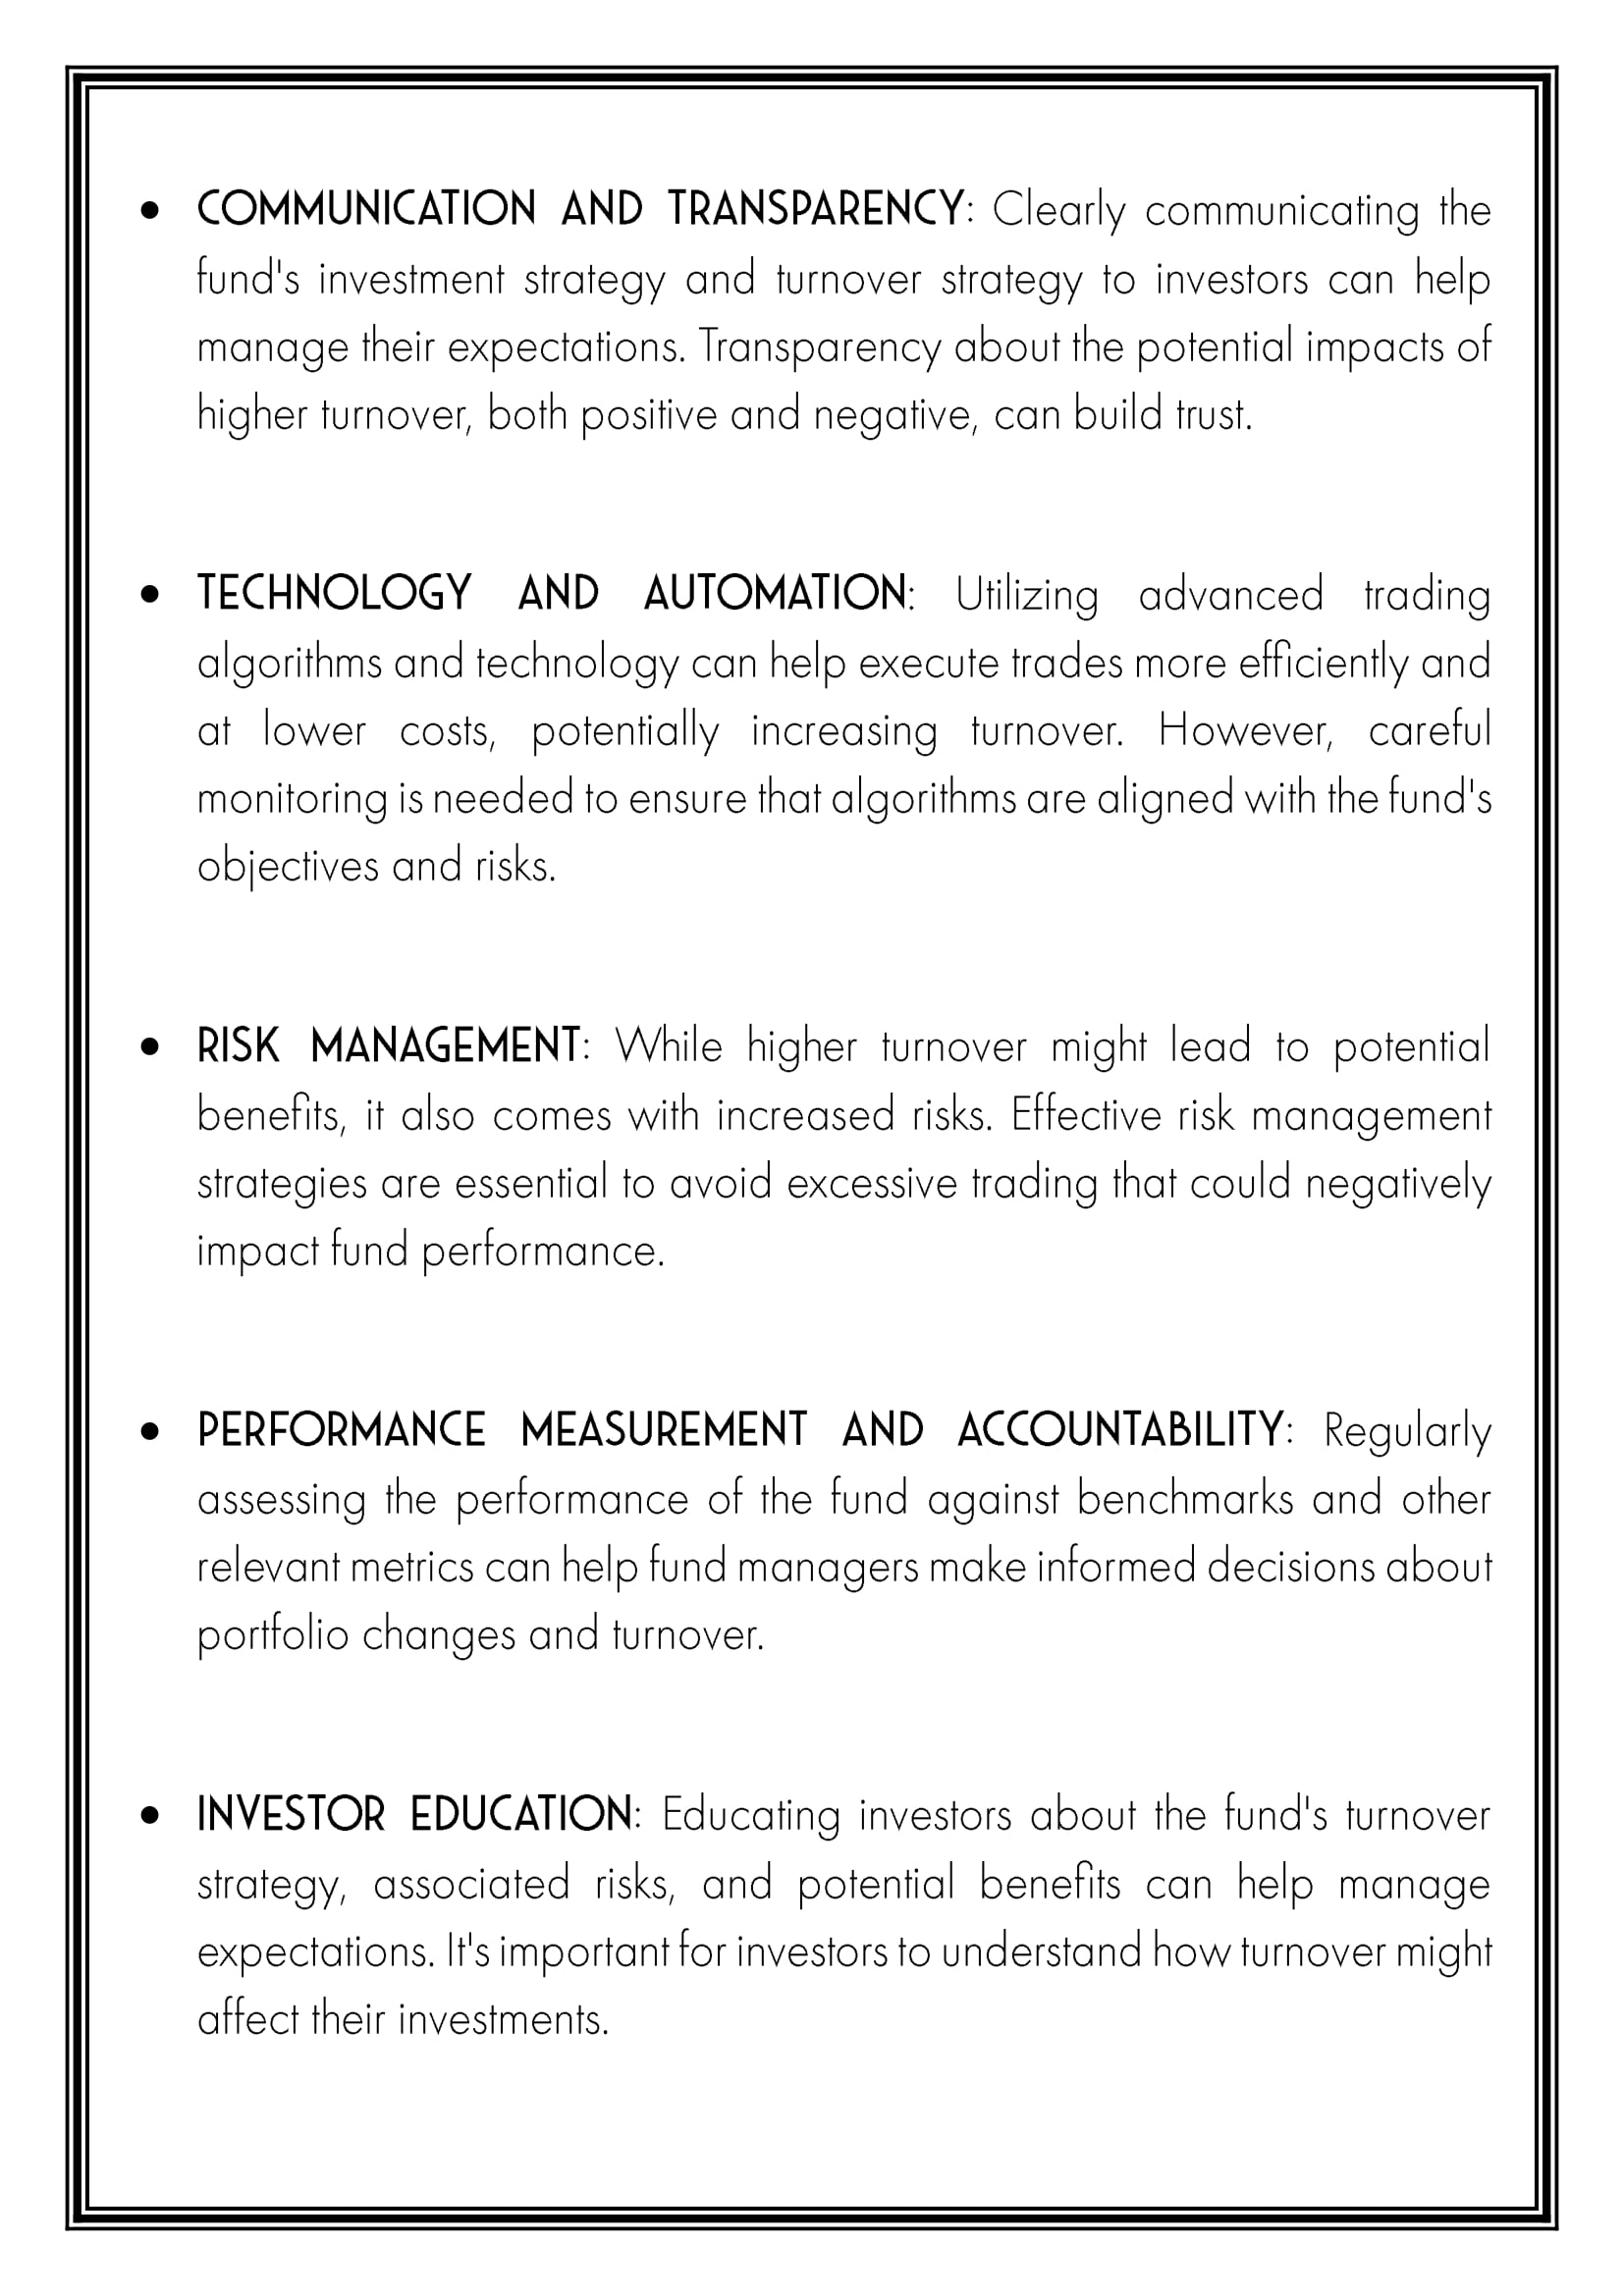 • COMMUNICATION AND TRANSPARENCY: Clearly communicating the
fund's investment strategy and turnover strategy to investors can help
manage their expectations. Transparency about the potential impacts of
higher turnover, both positive and negative, can build trust.
• TECHNOLOGY AND AUTOMATION: Utilizing advanced trading
algorithms and technology can help execute trades more efficiently and
at lower costs, potentially increasing turnover. However, careful
monitoring is needed to ensure that algorithms are aligned with the fund's
objectives and risks.
• RISK MANAGEMENT: While higher turnover might lead to potential
benefits, it also comes with increased risks. Effective risk management
strategies are essential to avoid excessive trading that could negatively
impact fund performance.
• PERFORMANCE MEASUREMENT AND ACCOUNTABILITY: Regularly
assessing the performance of the fund against benchmarks and other
relevant metrics can help fund managers make informed decisions about
portfolio changes and turnover.
• INVESTOR EDUCATION: Educating investors about the fund's turnover
strategy, associated risks, and potential benefits can help manage
expectations. It's important for investors to understand how turnover might
affect their investments.